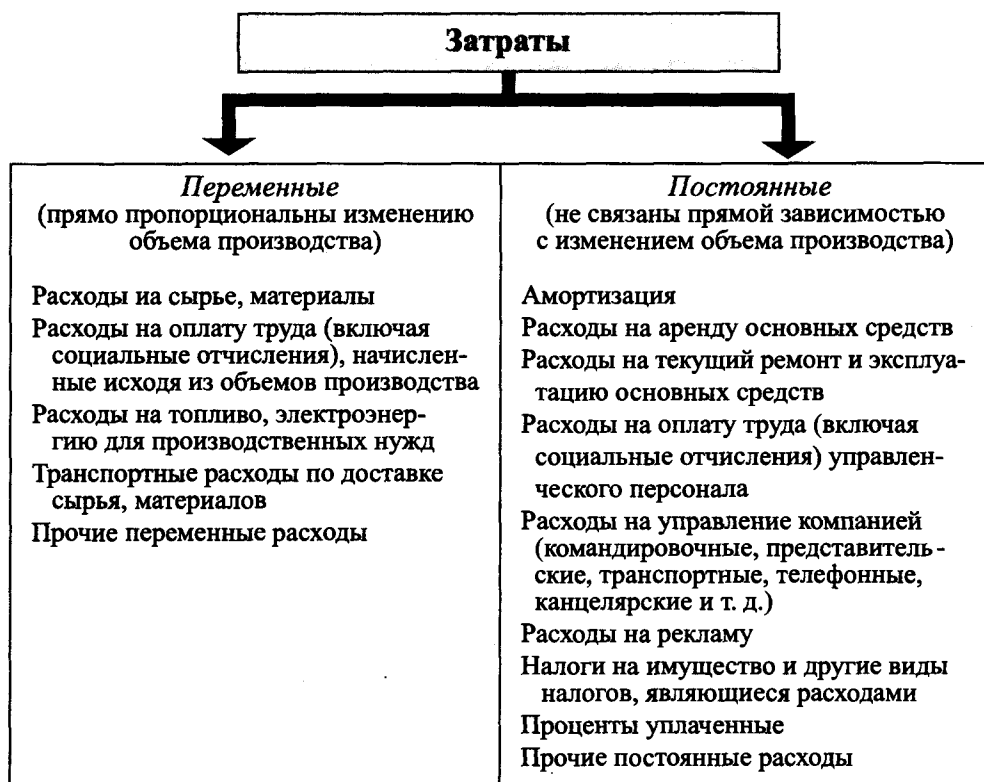 Затраты
Переменные
(прямо пропорциональны изменению
объема производства)
Расходы иа сырье, материалы
Расходы на оплату труда (включая
социальные отчисления), начислен-
ные исходя из объемов производства
Расходы на топливо, электроэнер-
гию для производственных нужд
Транспортные расходы по доставке
сырья, материалов
Прочие переменные расходы
Постоянные
(не связаны прямой зависимостью
с изменением объема производства)
Амортизация
Расходы на аренду основных средств
Расходы на текущий ремонт и эксплуа-
тацию основных средств
Расходы на оплату труда (включая
социальные отчисления) управлен-
ческого персонала
Расходы на управление компанией
(командировочные, представитель-
ские, транспортные, телефонные,
канцелярские и т. д.)
Расходы на рекламу
Налоги на имущество и другие виды
налогов, являющиеся расходами
Проценты уплаченные
Прочие постоянные расходы